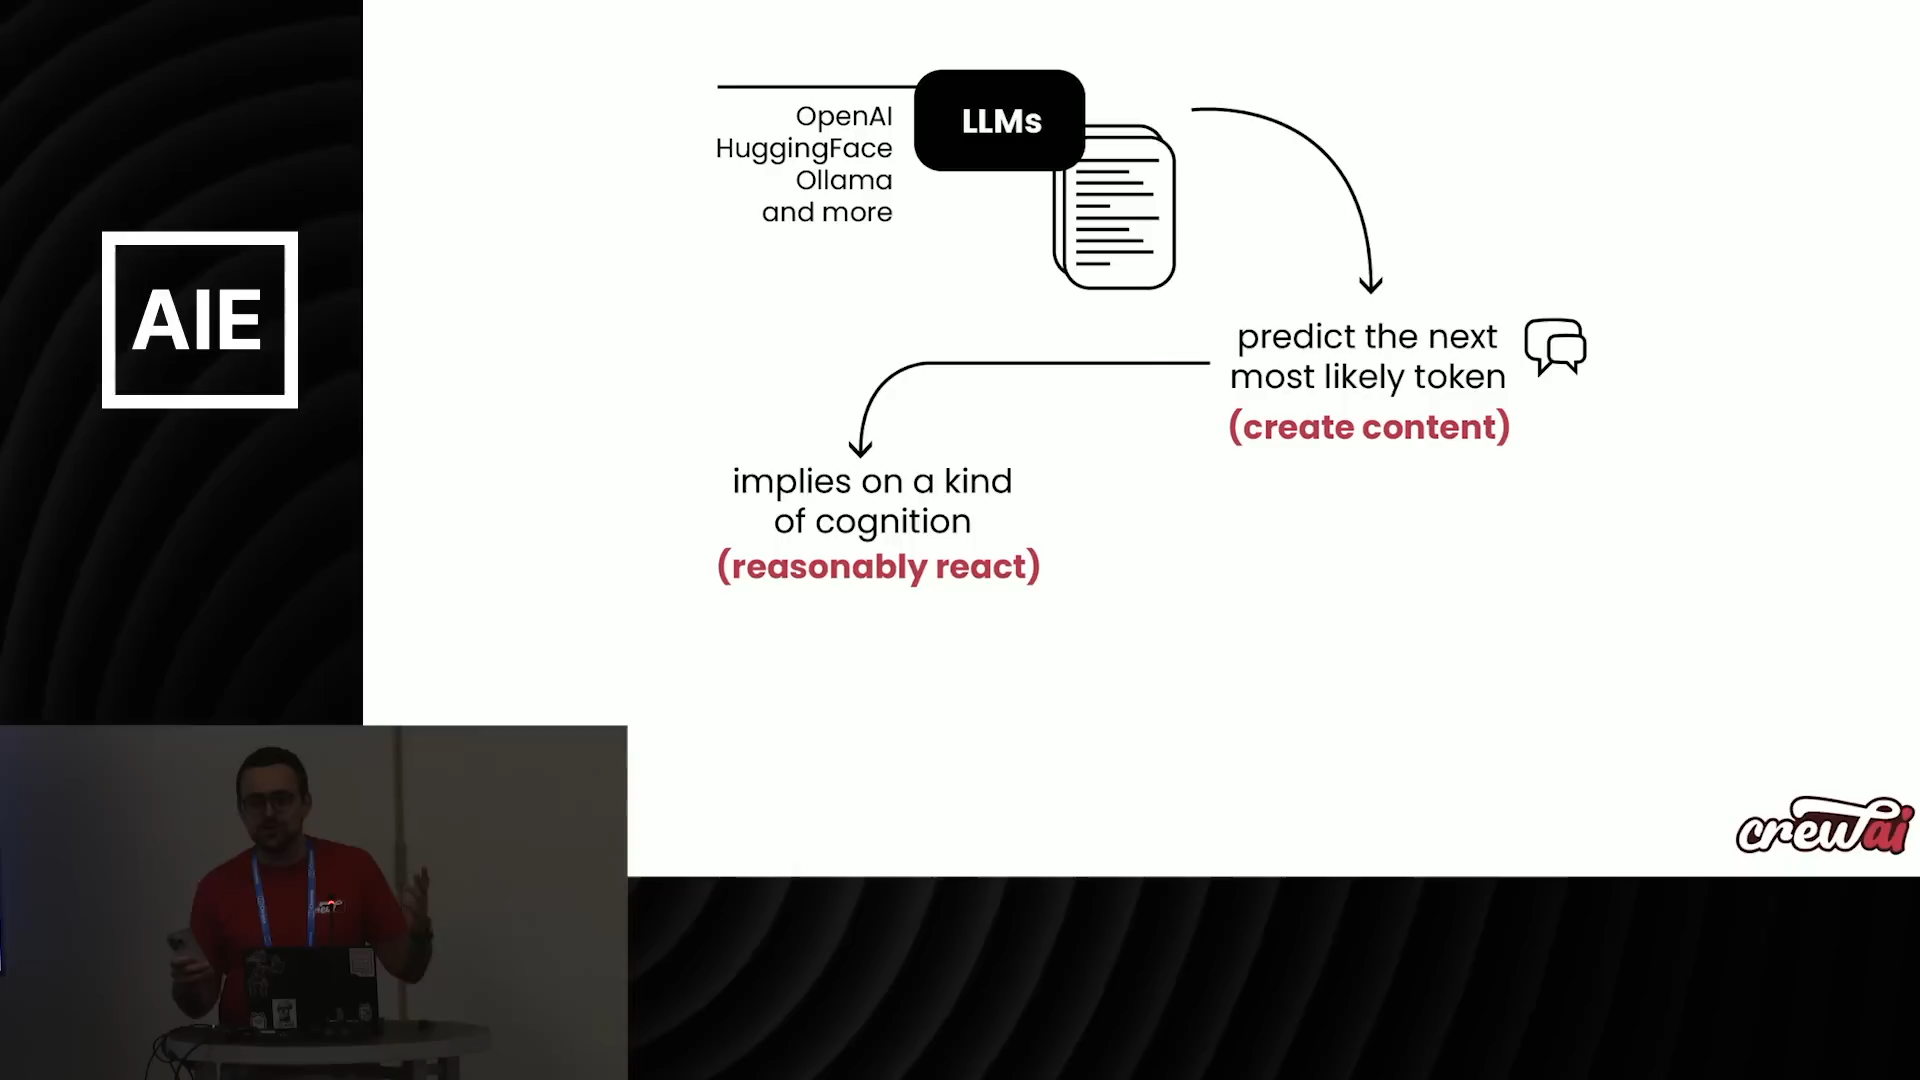 AIE
LLMs
OpenAI
HuggingFace
Ollama
and more
predict the next
most likely token
(create content)
implies on a kind
of cognition
(reasonably react)
crewai